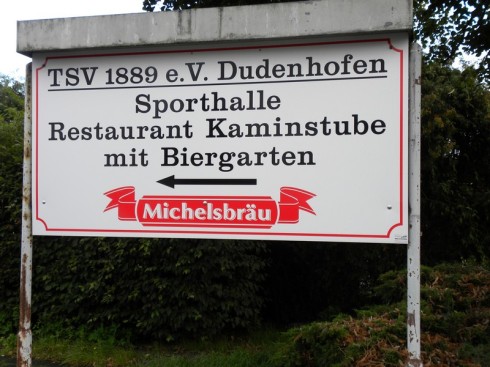 TSV 1889 e.V. Dudenhofen
Sporthalle
Restaurant Kaminstube
mit Biergarten
Michelsbräu